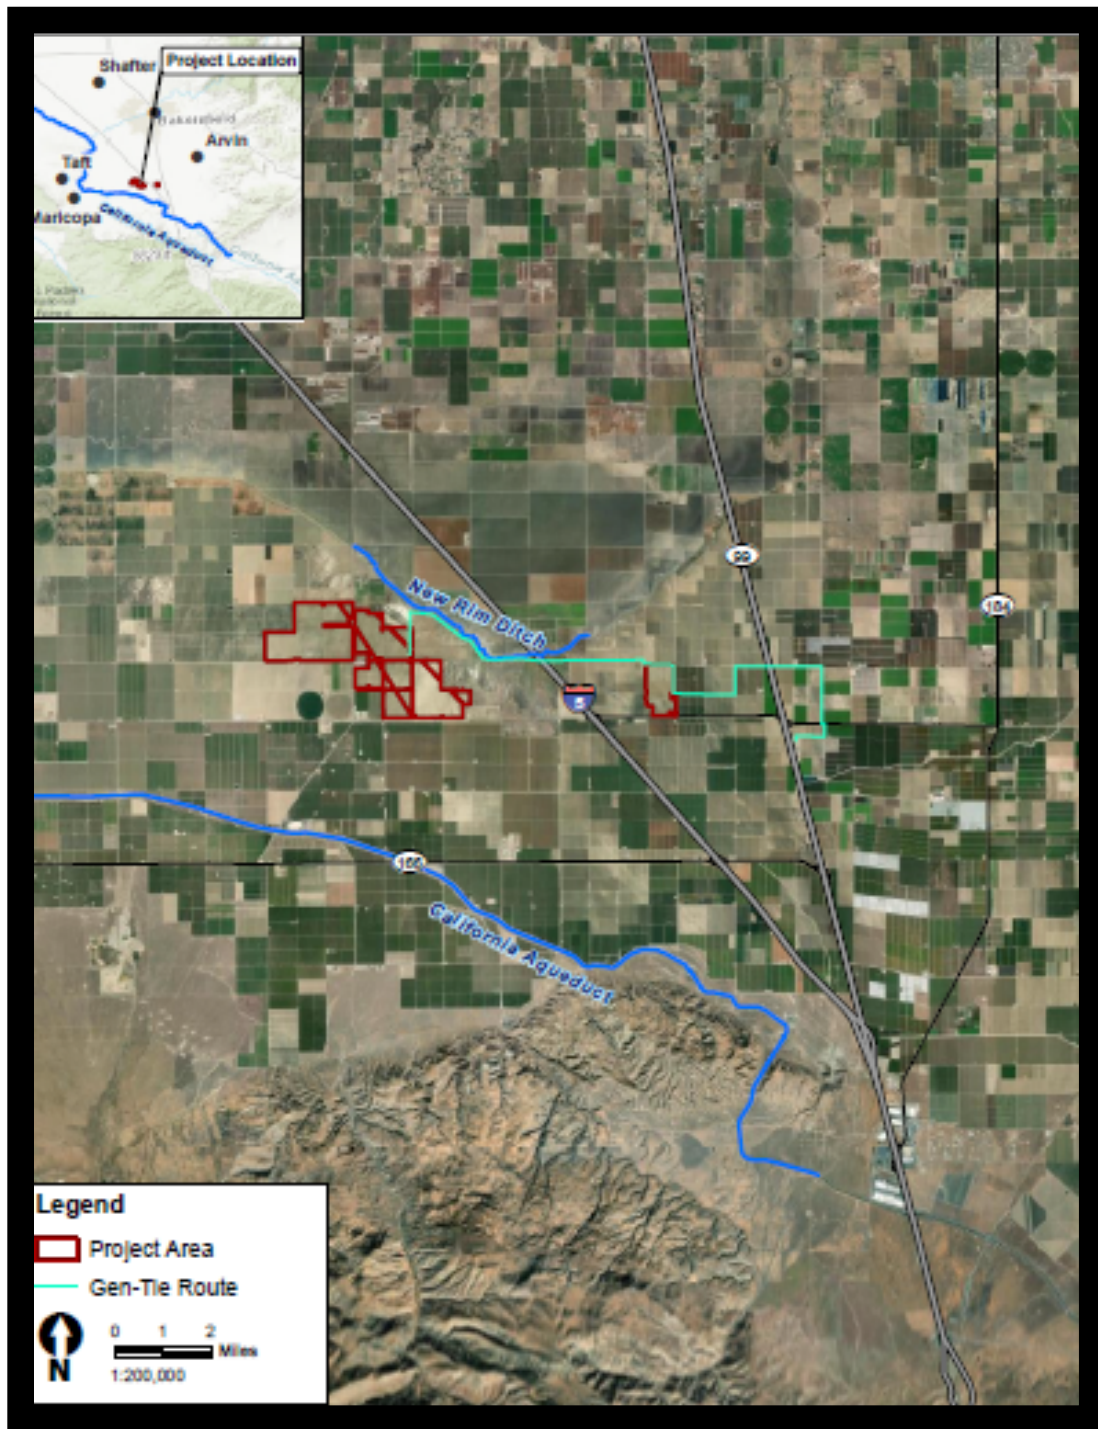 Project Location
Shafter
Bakersfield
Arvin
Taft
Maricopa
California Aqueduct
99
184
New Rim Ditch
5
166
California Aqueduct
Legend
Project Area
Gen-Tie Route
0 1 2
Miles
N
1:200,000